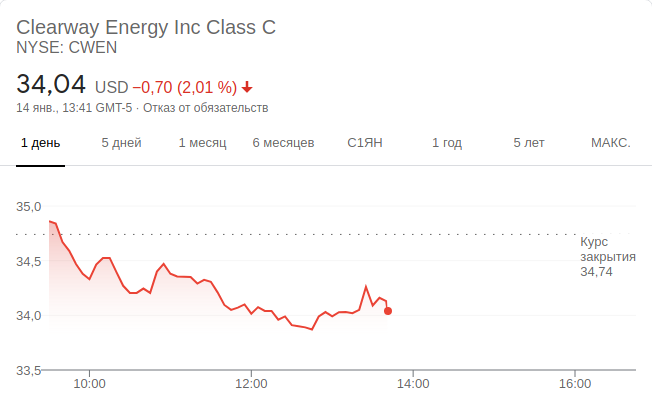 Clearway Energy Inc Class C
NYSE: CWEN
34,04 USD −0,70 (2,01 %)
14 янв., 13:41 GMT-5 · Отказ от обязательств
1 день 5 дней 1 месяц 6 месяцев С1ЯН 1 год 5 лет МАКС.
35,0
34,5
34,0
33,5
Курс
закрытия
34,74
10:00 12:00 14:00 16:00